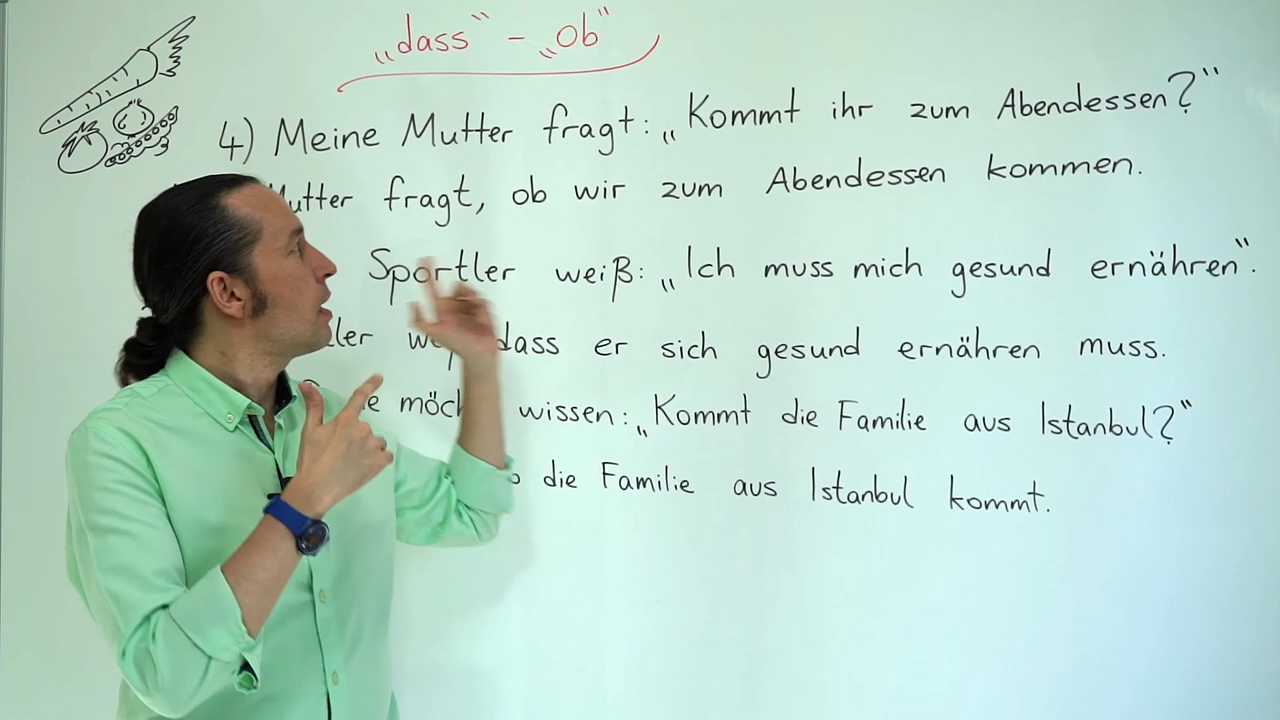 „dass“ – „ob“
4) Meine Mutter fragt: „Kommt ihr zum Abendessen?“
Mutter fragt, ob wir zum Abendessen kommen.
Sportler weiß: „Ich muss mich gesund ernähren“.
dass er sich gesund ernähren muss.
wissen: „Kommt die Familie aus Istanbul?“
die Familie aus Istanbul kommt.